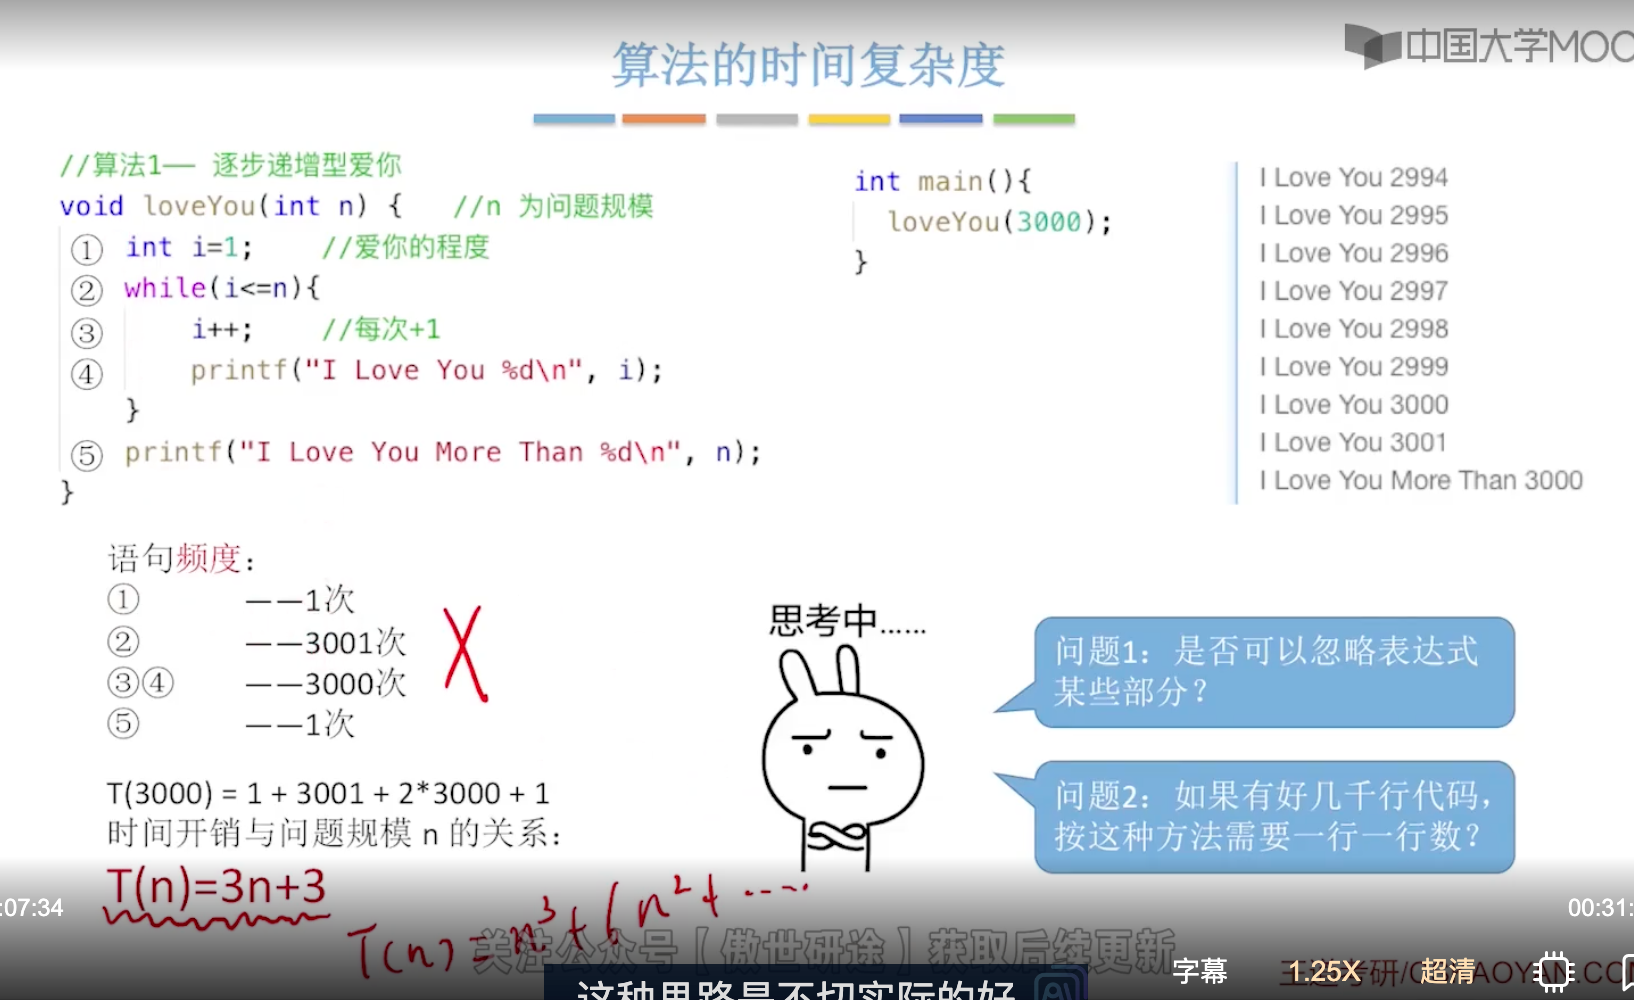 中国大学MOO
算法的时间复杂度
//算法1—— 逐步递增型爱你
void loveYou(int n) {   //n 为问题规模
① int i=1;    //爱你的程度
② while(i<=n){
③ i++;    //每次+1
④ printf("I Love You %d\n", i);
}
⑤ printf("I Love You More Than %d\n", n);
}
int main(){
loveYou(3000);
}
I Love You 2994
I Love You 2995
I Love You 2996
I Love You 2997
I Love You 2998
I Love You 2999
I Love You 3000
I Love You 3001
I Love You More Than 3000
语句频度：
① ——1次
② ——3001次
③④ ——3000次
⑤ ——1次
T(3000) = 1 + 3001 + 2*3000 + 1
时间开销与问题规模 n 的关系：
T(n)=3n+3
T(n)=n³+6n²+.....
思考中......
问题1：是否可以忽略表达式
某些部分？
问题2：如果有好几千行代码，
按这种方法需要一行一行数？
:07:34
00:31:
关注公众号【傲世研途】获取后续更新
字幕
1.25X
超清
这种思路是不切实际的好